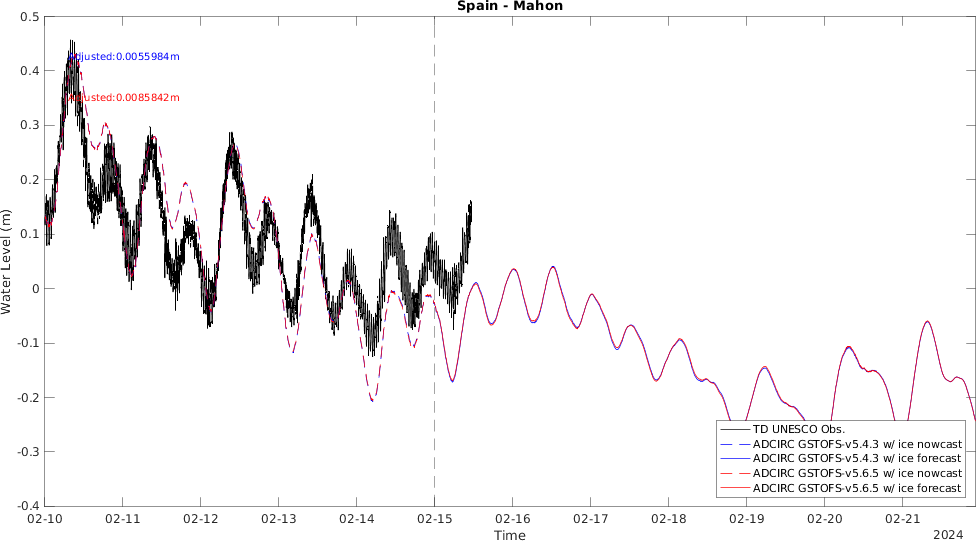 Spain - Mahon
0.5
0.4
0.3
0.2
0.1
0
-0.1
-0.2
-0.3
-0.4
Water Level (m)
Adjusted:0.0055984m
Adjusted:0.0085842m
TD UNESCO Obs.
ADCIRC GSTOFS-v5.4.3 w/ ice nowcast
ADCIRC GSTOFS-v5.4.3 w/ ice forecast
ADCIRC GSTOFS-v5.6.5 w/ ice nowcast
ADCIRC GSTOFS-v5.6.5 w/ ice forecast
02-10 02-11 02-12 02-13 02-14 02-15 02-16 02-17 02-18 02-19 02-20 02-21
Time
2024